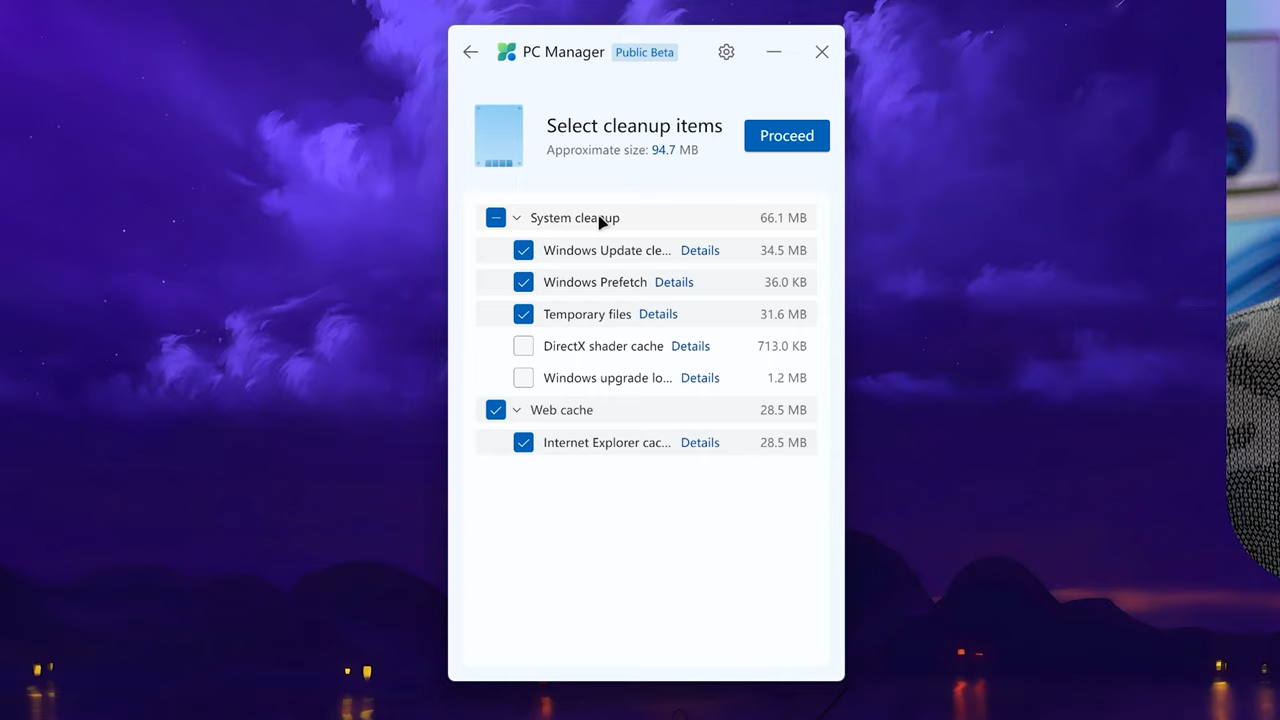 PC Manager Public Beta
Select cleanup items
Proceed
Approximate size: 94.7 MB
System cleanup 66.1 MB
Windows Update cle... Details 34.5 MB
Windows Prefetch Details 36.0 KB
Temporary files Details 31.6 MB
DirectX shader cache Details 713.0 KB
Windows upgrade lo... Details 1.2 MB
Web cache 28.5 MB
Internet Explorer cac... Details 28.5 MB